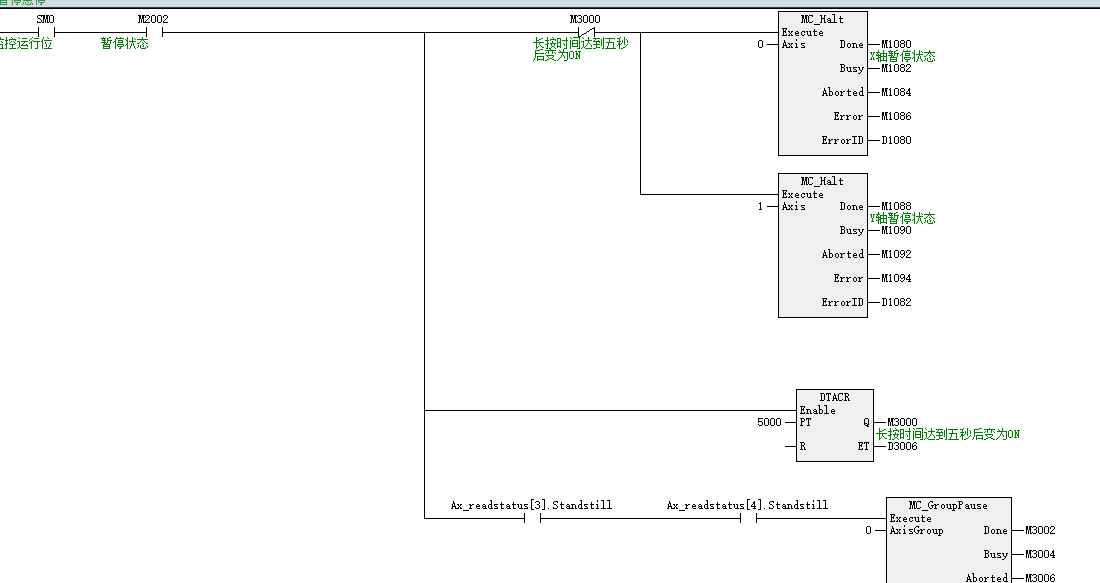 暂停急停
SM0 M2002 M3000 MC_Halt
监控运行位 暂停状态 长按时间达到五秒
后变为ON
Execute
0 Axis Done M1080
X轴暂停状态
Busy M1082
Aborted M1084
Error M1086
ErrorID D1080
MC_Halt
Execute
1 Axis Done M1088
Y轴暂停状态
Busy M1090
Aborted M1092
Error M1094
ErrorID D1082
DTACR
Enable
5000 PT Q M3000
长按时间达到五秒后变为ON
R ET D3006
Ax_readstatus[3].Standstill Ax_readstatus[4].Standstill MC_GroupPause
Execute
0 AxisGroup Done M3002
Busy M3004
Aborted M3006